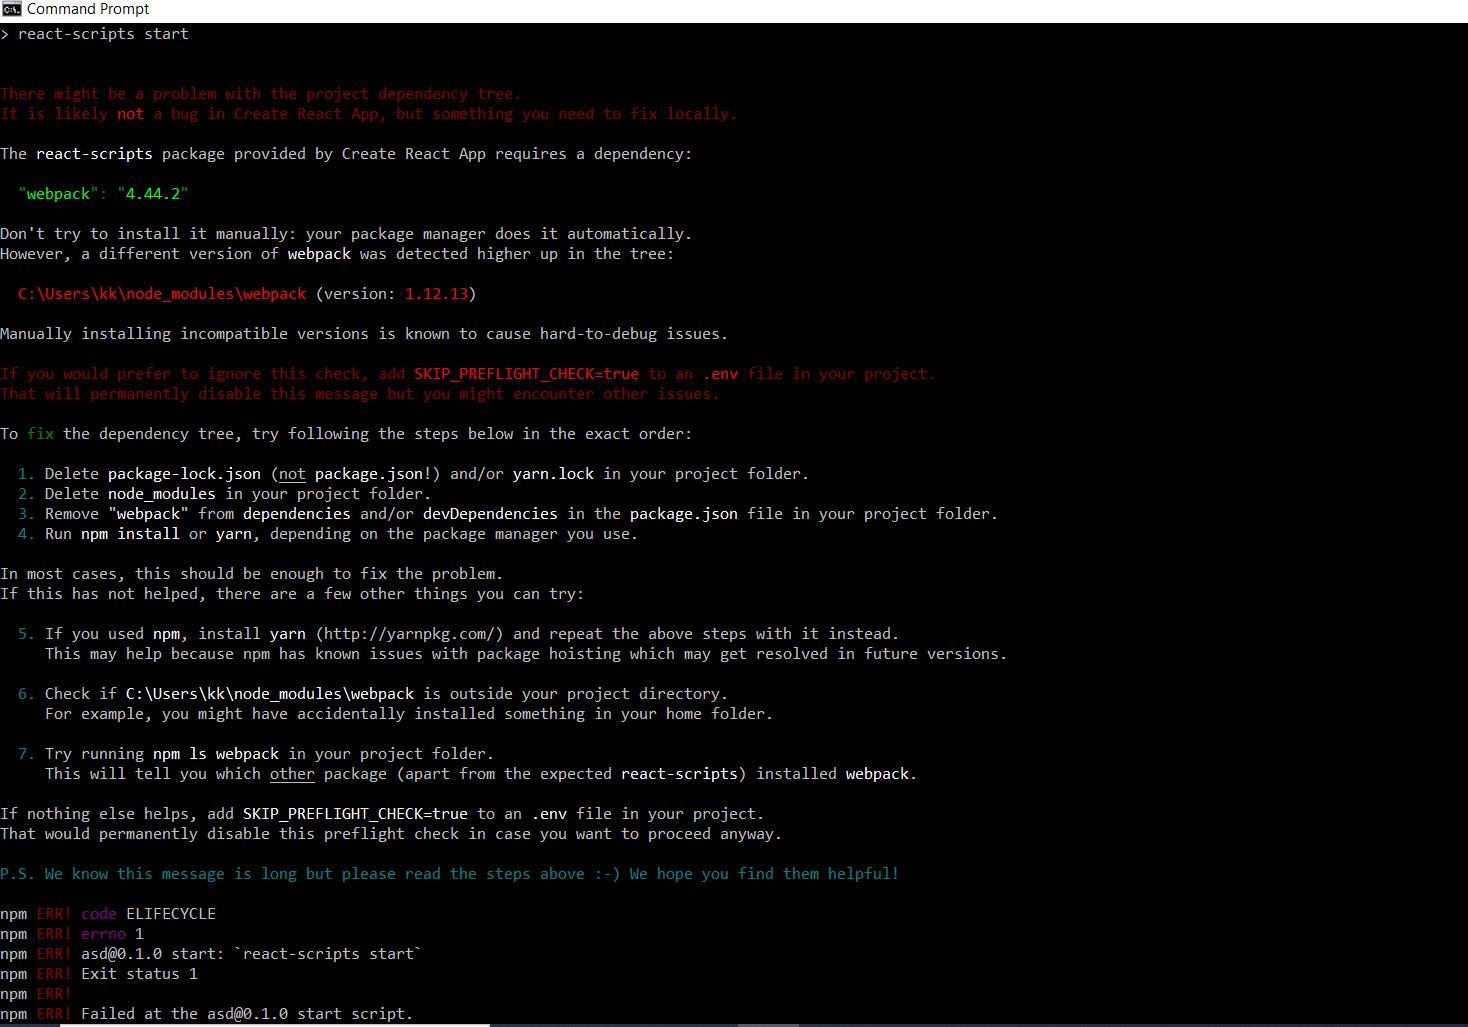 Command Prompt
> react-scripts start
There might be a problem with the project dependency tree.
It is likely not a bug in Create React App, but something you need to fix locally.
The react-scripts package provided by Create React App requires a dependency:
"webpack": "4.44.2"
Don't try to install it manually: your package manager does it automatically.
However, a different version of webpack was detected higher up in the tree:
C:\Users\kk\node_modules\webpack (version: 1.12.13)
Manually installing incompatible versions is known to cause hard-to-debug issues.
If you would prefer to ignore this check, add SKIP_PREFLIGHT_CHECK=true to an .env file in your project.
That will permanently disable this message but you might encounter other issues.
To fix the dependency tree, try following the steps below in the exact order:
1. Delete package-lock.json (not package.json!) and/or yarn.lock in your project folder.
2. Delete node_modules in your project folder.
3. Remove "webpack" from dependencies and/or devDependencies in the package.json file in your project folder.
4. Run npm install or yarn, depending on the package manager you use.
In most cases, this should be enough to fix the problem.
If this has not helped, there are a few other things you can try:
5. If you used npm, install yarn (http://yarnpkg.com/) and repeat the above steps with it instead.
This may help because npm has known issues with package hoisting which may get resolved in future versions.
6. Check if C:\Users\kk\node_modules\webpack is outside your project directory.
For example, you might have accidentally installed something in your home folder.
7. Try running npm ls webpack in your project folder.
This will tell you which other package (apart from the expected react-scripts) installed webpack.
If nothing else helps, add SKIP_PREFLIGHT_CHECK=true to an .env file in your project.
That would permanently disable this preflight check in case you want to proceed anyway.
P.S. We know this message is long but please read the steps above :-) We hope you find them helpful!
npm ERR! code ELIFECYCLE
npm ERR! errno 1
npm ERR! asd@0.1.0 start: `react-scripts start`
npm ERR! Exit status 1
npm ERR!
npm ERR! Failed at the asd@0.1.0 start script.